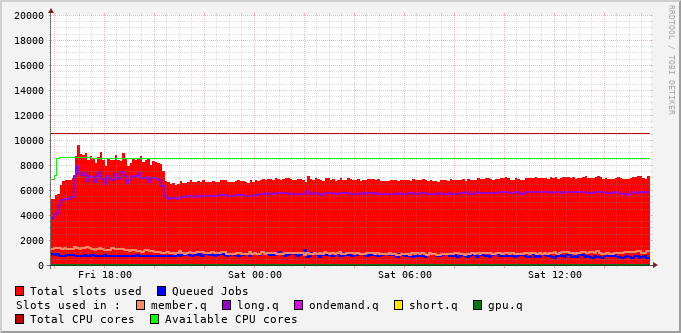 20000
18000
16000
14000
12000
10000
8000
6000
4000
2000
0
Fri 18:00 Sat 00:00 Sat 06:00 Sat 12:00
Total slots used Queued Jobs
Slots used in : member.q long.q ondemand.q short.q gpu.q
Total CPU cores Available CPU cores
RRDTOOL / TOBI OETIKER